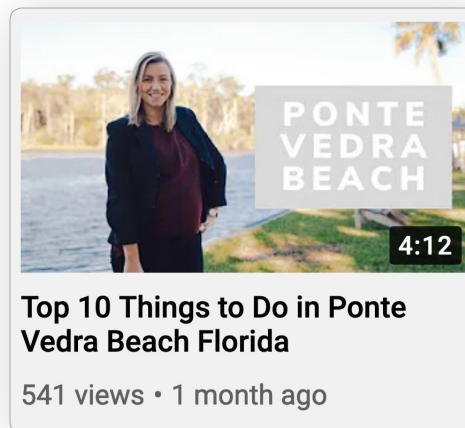 PONTE
VEDRA
BEACH
4:12
Top 10 Things to Do in Ponte
Vedra Beach Florida
541 views • 1 month ago